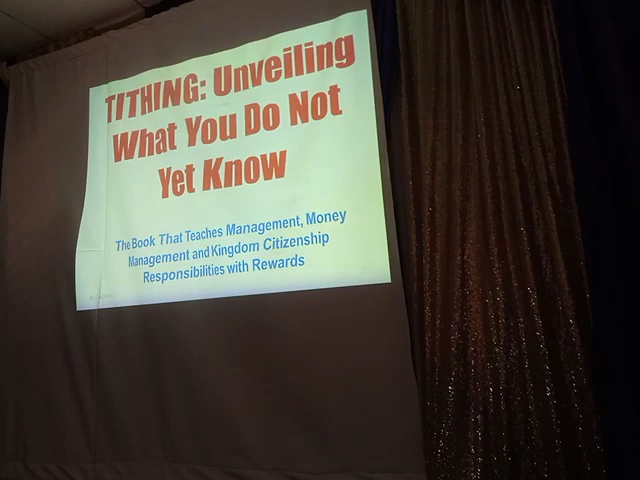 TITHING: Unveiling
What You Do Not
Yet Know
The Book That Teaches Management, Money
Management and Kingdom Citizenship
Responsibilities with Rewards